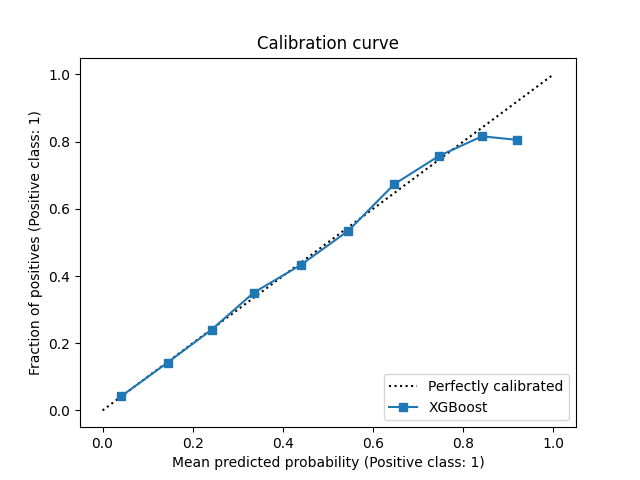 Calibration curve
Fraction of positives (Positive class: 1)
1.0
0.8
0.6
0.4
0.2
0.0
Perfectly calibrated
XGBoost
0.0 0.2 0.4 0.6 0.8 1.0
Mean predicted probability (Positive class: 1)